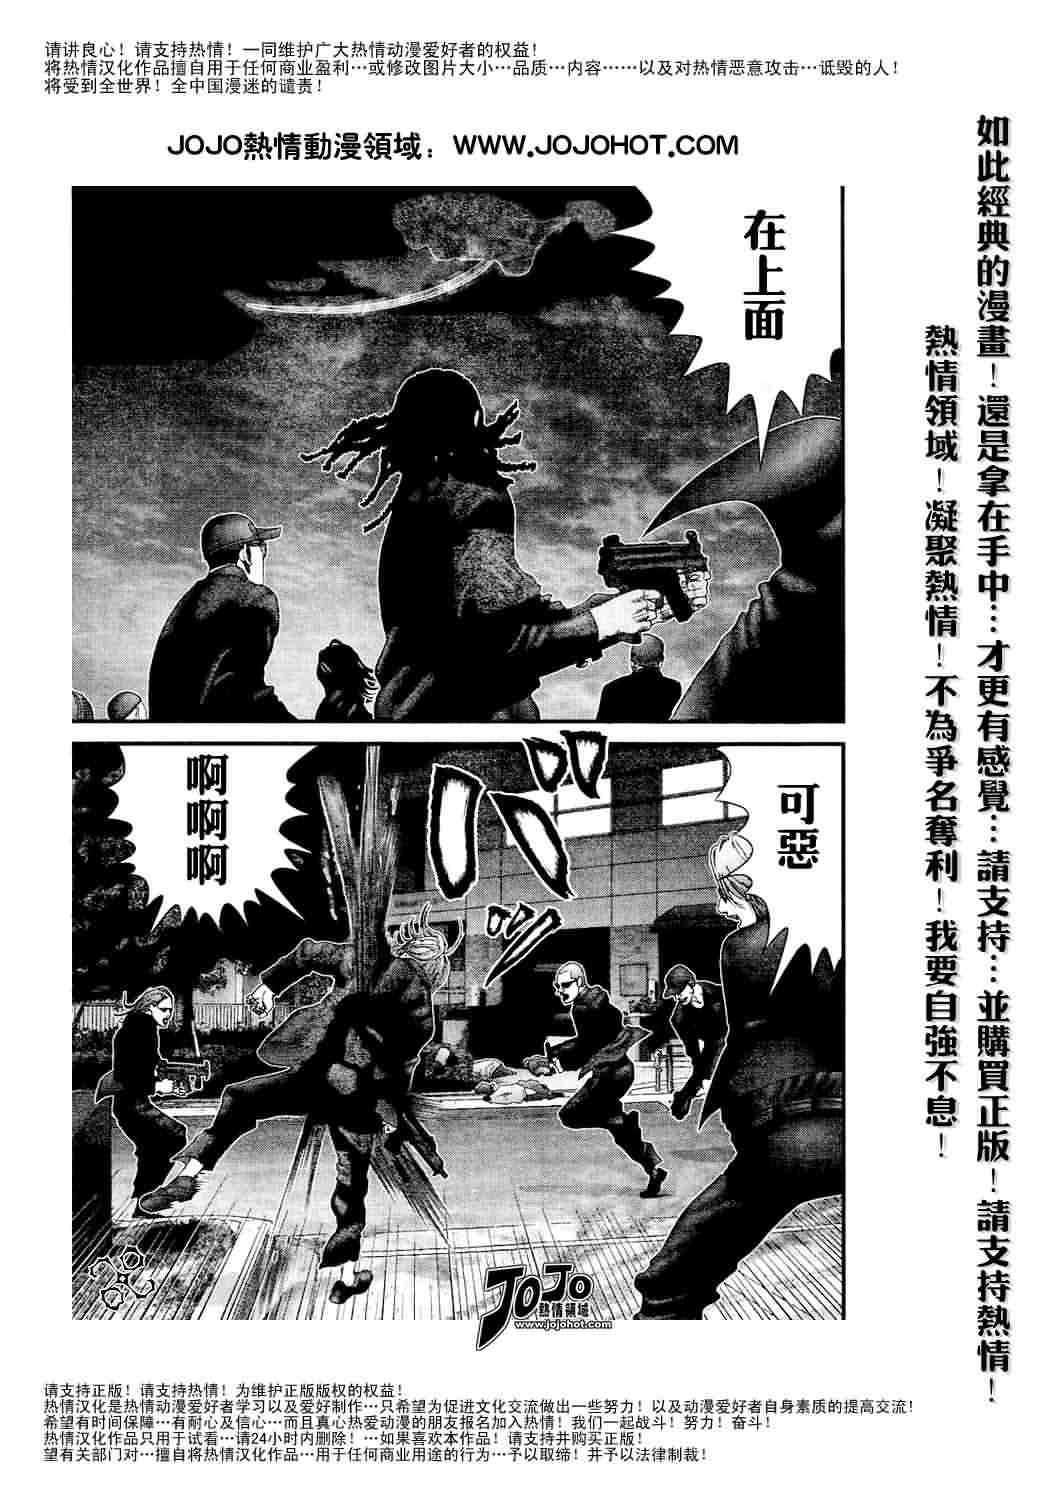 请讲良心！请支持热情！一同维护广大热情动漫爱好者的权益！
将热情汉化作品擅自用于任何商业盈利…或修改图片大小…品质…内容……以及对热情恶意攻击…诋毁的人！
将受到全世界！全中国漫迷的谴责！
JOJO熱情動漫領域：WWW.JOJOHOT.COM
如此經典的漫畫！還是拿在手中…才更有感覺…請支持…並購買正版！請支持熱情！
熱情領域！凝聚熱情！不為爭名奪利！我要自強不息！
在上面
可惡
啊啊啊
JOJO
熱情領域
www.jojohot.com
请支持正版！请支持热情！为维护正版版权的权益！
热情汉化是热情动漫爱好者学习以及爱好制作…只希望为促进文化交流做出一些努力！以及动漫爱好者自身素质的提高交流！
希望有时间保障…有耐心及信心…而且真心热爱动漫的朋友报名加入热情！我们一起战斗！努力！奋斗！
热情汉化作品只用于试看…请24小时内删除！…如果喜欢本作品！请支持并购买正版！
望有关部门对…擅自将热情汉化作品…用于任何商业用途的行为…予以取缔！并予以法律制裁！